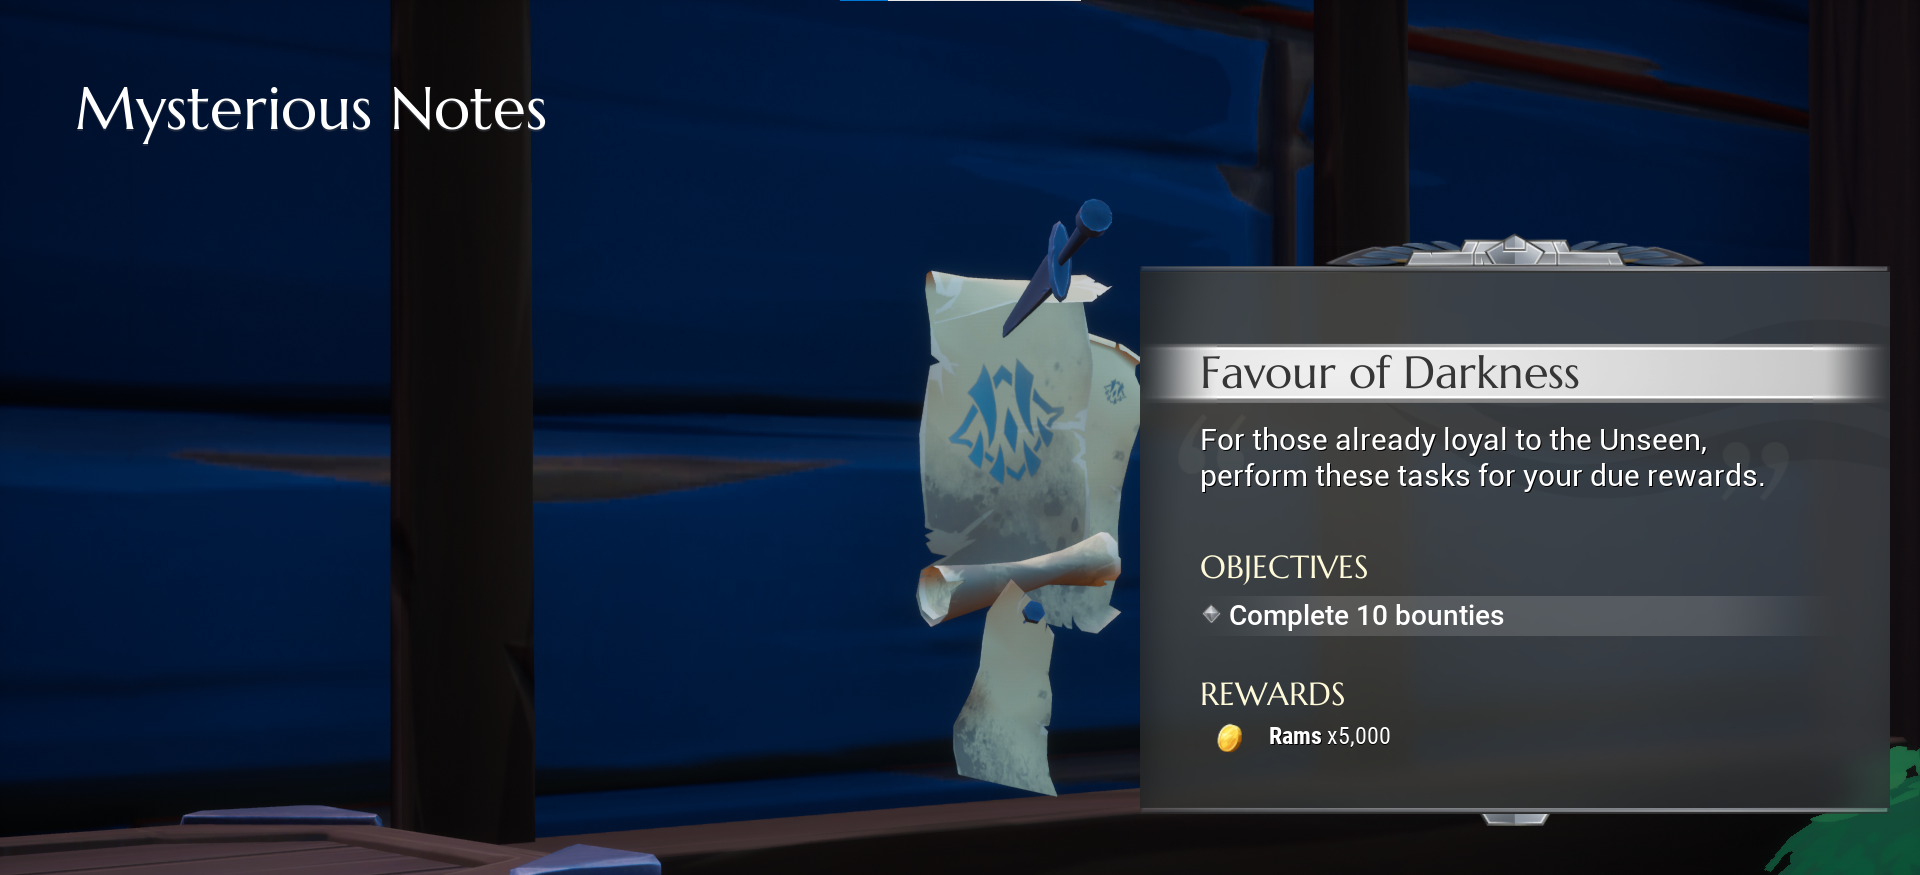 Mysterious Notes
Favour of Darkness
For those already loyal to the Unseen,
perform these tasks for your due rewards.
OBJECTIVES
Complete 10 bounties
REWARDS
Rams x5,000